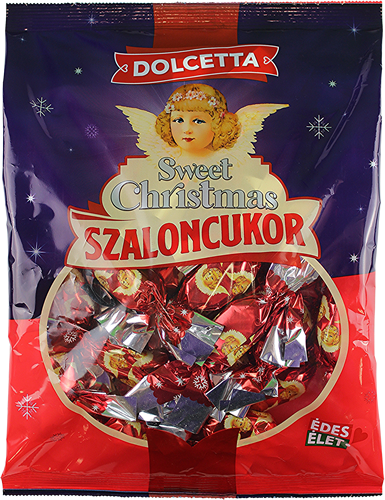 DOLCETTA
Sweet
Christmas
SZALONCUKOR
ÉDES
ÉLET